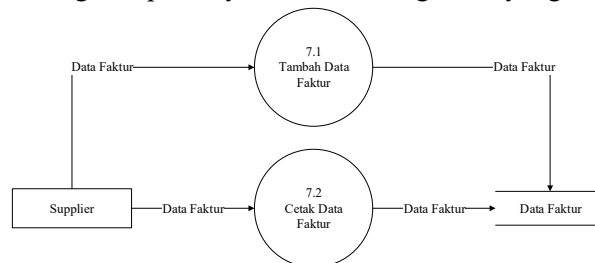 7.1
Tambah Data
Faktur
Data Faktur
Data Faktur
7.2
Cetak Data
Faktur
Supplier
Data Faktur
Data Faktur
Data Faktur